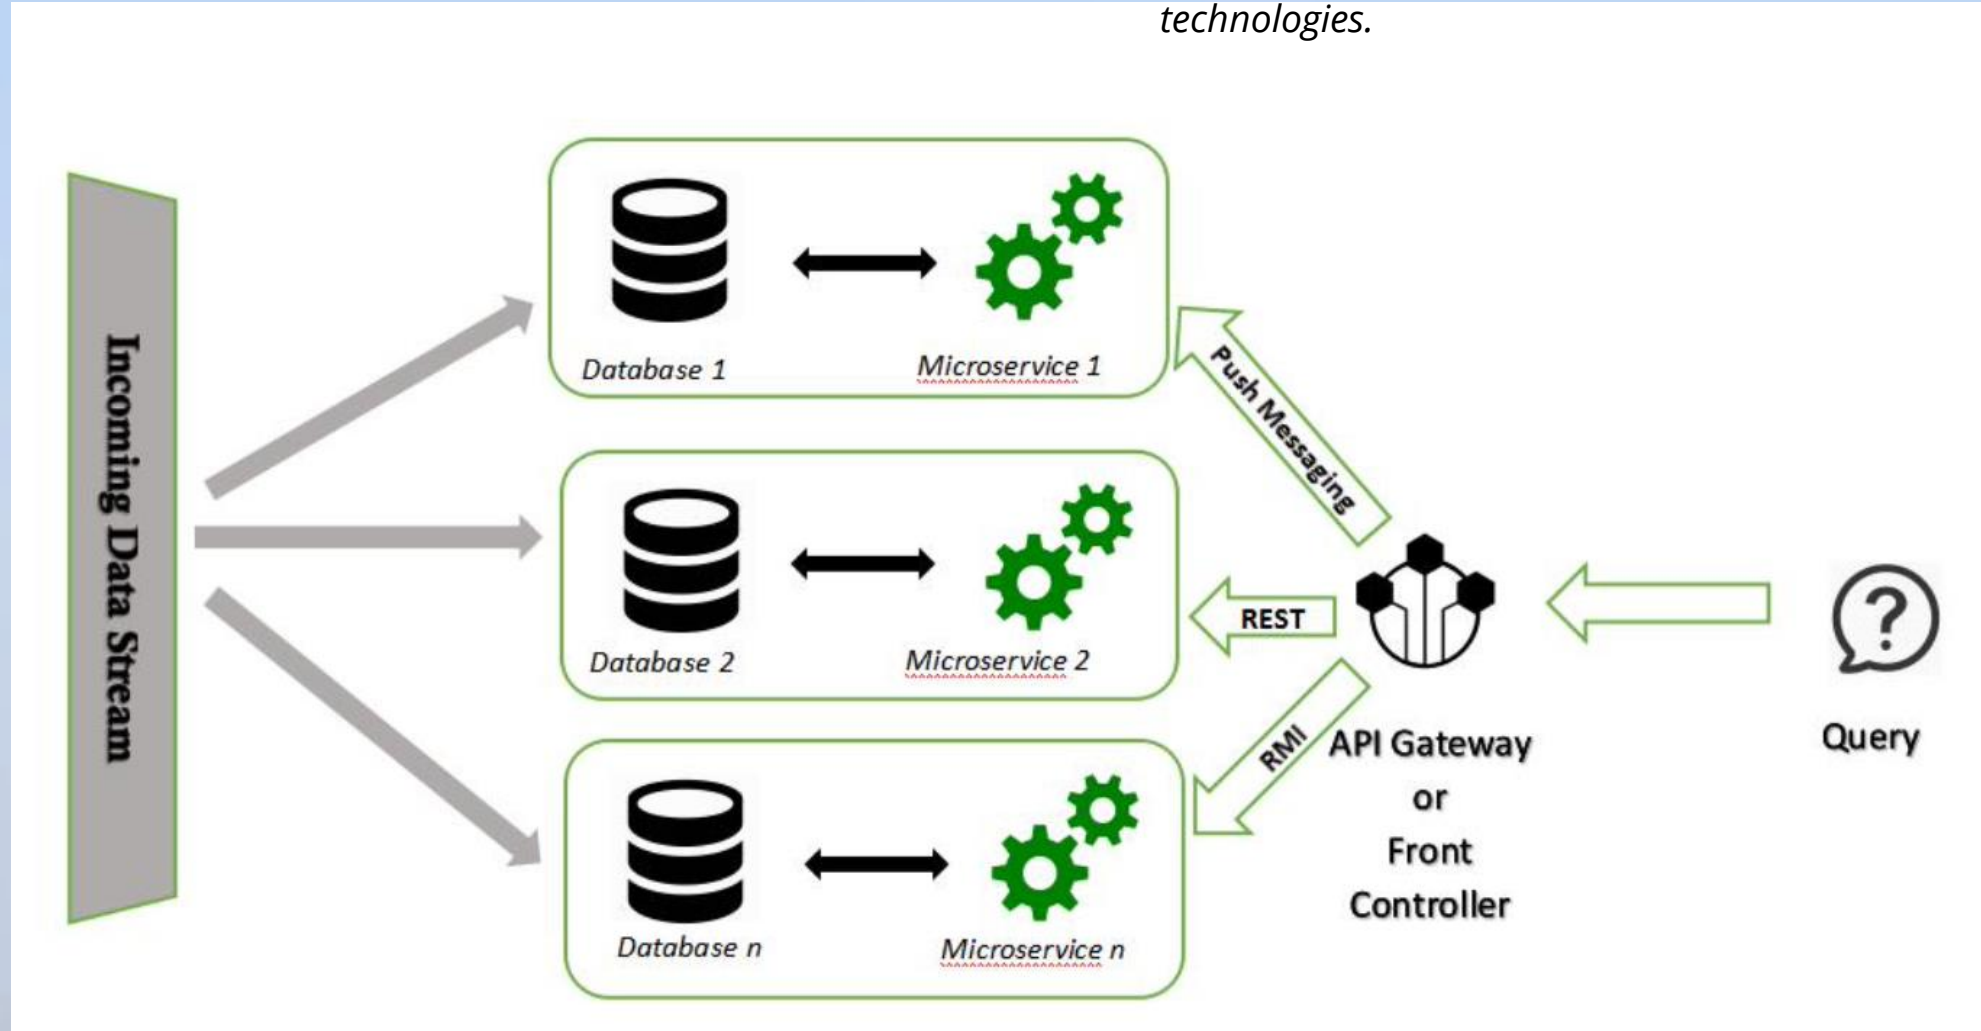 technologies.
Incoming Data Stream
Database 1
Microservice 1
Push Messaging
Database 2
Microservice 2
REST
Database n
Microservice n
RMI
API Gateway
or
Front
Controller
?
Query